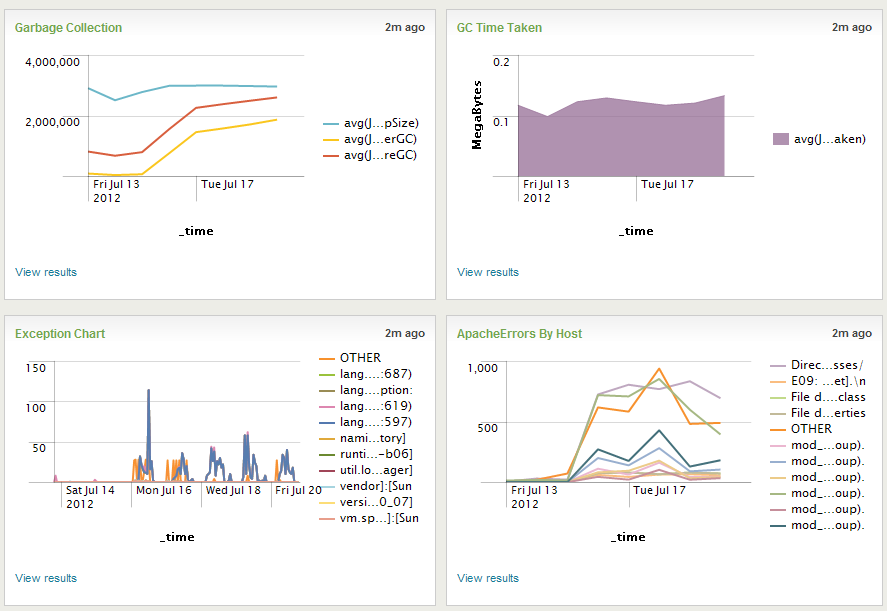 Garbage Collection 2m ago
4,000,000
2,000,000
Fri Jul 13
2012
Tue Jul 17
_time
avg(J...pSize)
avg(J...erGC)
avg(J...reGC)
View results
GC Time Taken 2m ago
MegaBytes
0.2
0.1
Fri Jul 13
2012
Tue Jul 17
_time
avg(J...aken)
View results
Exception Chart 2m ago
150
100
50
Sat Jul 14
2012
Mon Jul 16
Wed Jul 18
Fri Jul 20
_time
OTHER
lang....:687)
lang....ption:
lang....:619)
lang....:597)
nami...tory]
runti...-b06]
util.lo...ager]
vendor]:[Sun
versi...0_07]
vm.sp...]:[Sun
View results
ApacheErrors By Host 2m ago
1,000
500
Fri Jul 13
2012
Tue Jul 17
_time
Direc...sses/
E09: ...et].\n
File d....class
File d...erties
OTHER
mod_...oup).
mod_...oup).
mod_...oup).
mod_...oup).
mod_...oup).
mod_...oup).
View results